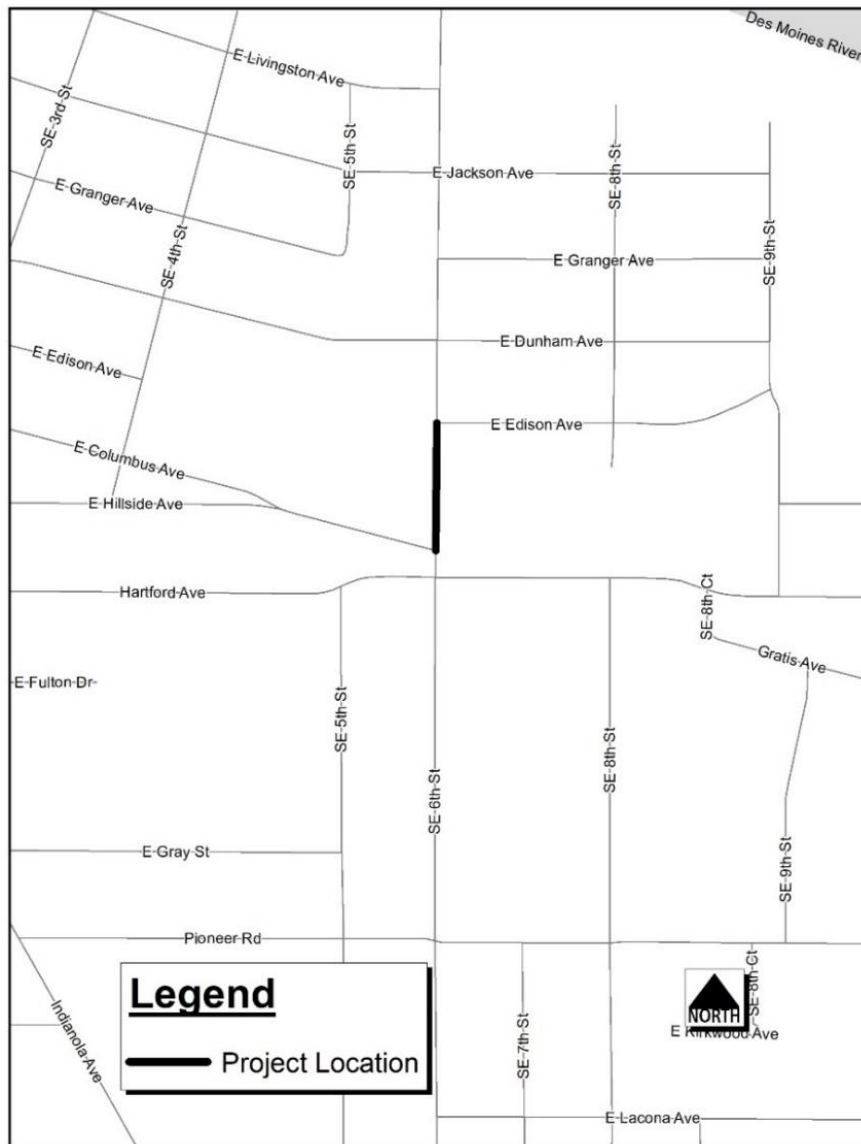 Des Moines River
E Livingston Ave
SE 3rd St
SE 5th St
E Jackson Ave
SE 8th St
E Granger Ave
SE 4th St
E Granger Ave
SE 9th St
E Dunham Ave
E Edison Ave
E Edison Ave
E Columbus Ave
E Hillside Ave
Hartford Ave
SE 8th Ct
Gratis Ave
E Fulton Dr
SE 5th St
SE 6th St
SE 8th St
E Gray St
SE 9th St
Pioneer Rd
Legend
Project Location
Indianola Ave
SE 7th St
SE 8th Ct
NORTH
E Kirkwood Ave
E Lacona Ave